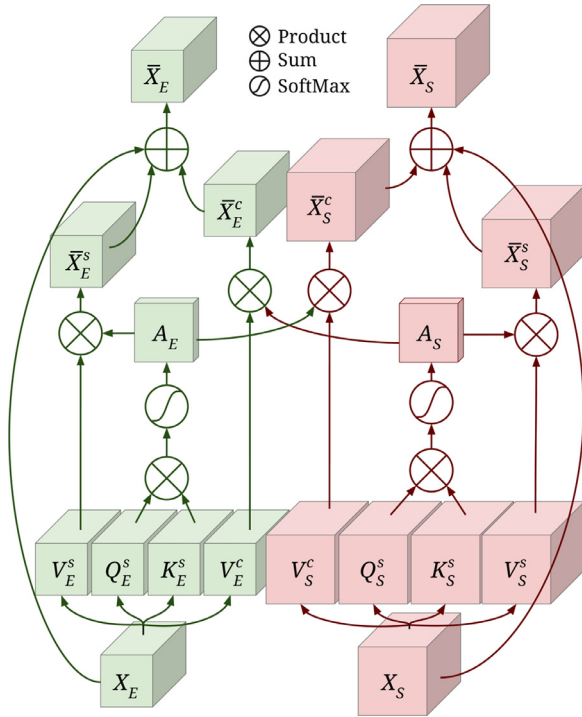 Product
Sum
SoftMax
X̄_E
X̄_S
X̄_E^c
X̄_S^c
X̄_E^s
X̄_S^s
A_E
A_S
V_E^s Q_E^s K_E^s V_E^c V_S^c Q_S^s K_S^s V_S^s
X_E
X_S